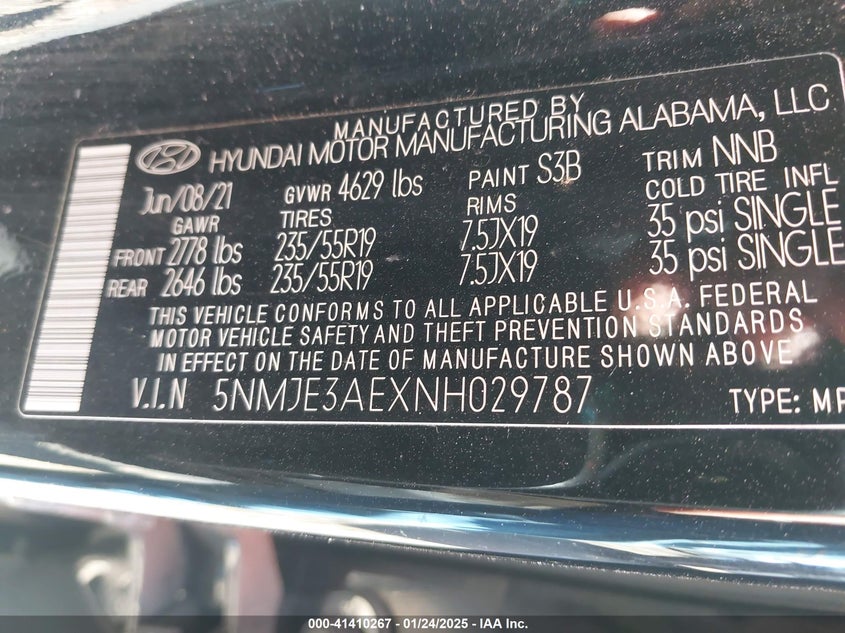 MANUFACTURED BY
HYUNDAI MOTOR MANUFACTURING ALABAMA, LLC
Jun/08/21 GVWR 4629 lbs PAINT S3B TRIM NNB
GAWR TIRES RIMS COLD TIRE INFL
FRONT 2778 lbs 235/55R19 7.5JX19 35 psi SINGLE
REAR 2646 lbs 235/55R19 7.5JX19 35 psi SINGLE
THIS VEHICLE CONFORMS TO ALL APPLICABLE U.S.A. FEDERAL
MOTOR VEHICLE SAFETY AND THEFT PREVENTION STANDARDS
IN EFFECT ON THE DATE OF MANUFACTURE SHOWN ABOVE
V.I.N 5NMJE3AEXNH029787 TYPE: MP
000-41410267 - 01/24/2025 - IAA Inc.